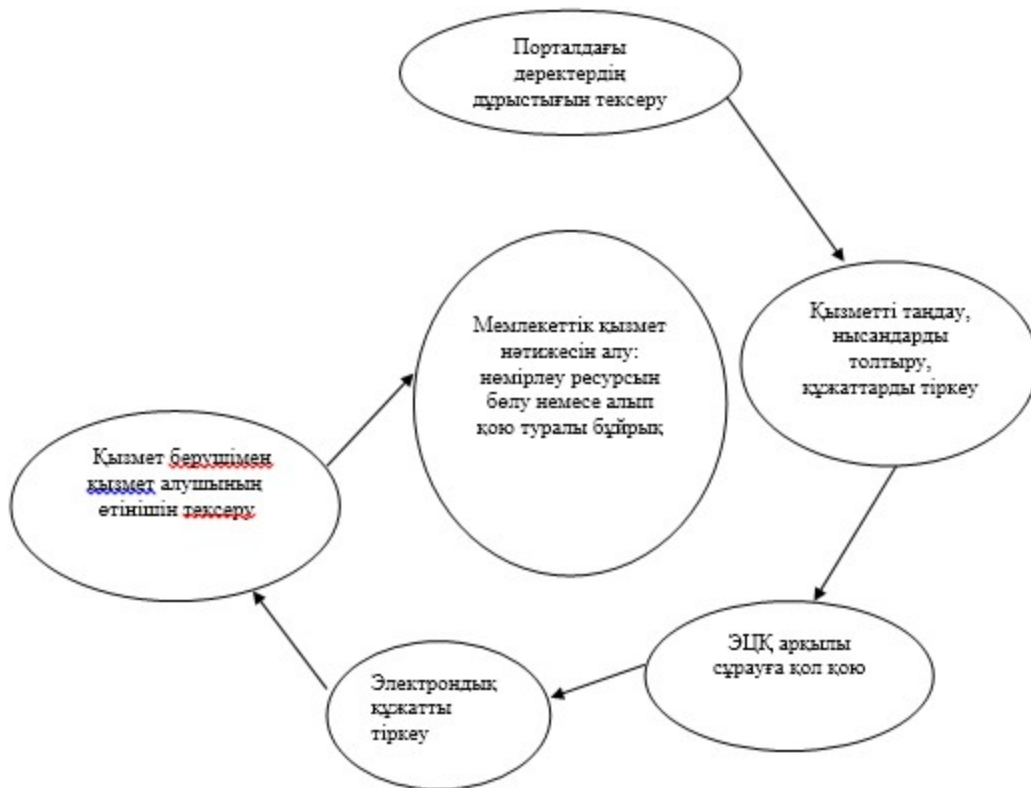 Порталдағы
деректердің
дұрыстығын тексеру
Қызметті таңдау,
нысандарды
толтыру,
құжаттарды тіркеу
Мемлекеттік қызмет
нәтижесін алу:
нөмірлеу ресурсын
бөлу немесе алып
қою туралы бұйрық
Қызмет берушімен
қызмет алушының
өтінішін тексеру
ЭЦҚ арқылы
сұрауға қол қою
Электрондық
құжатты
тіркеу